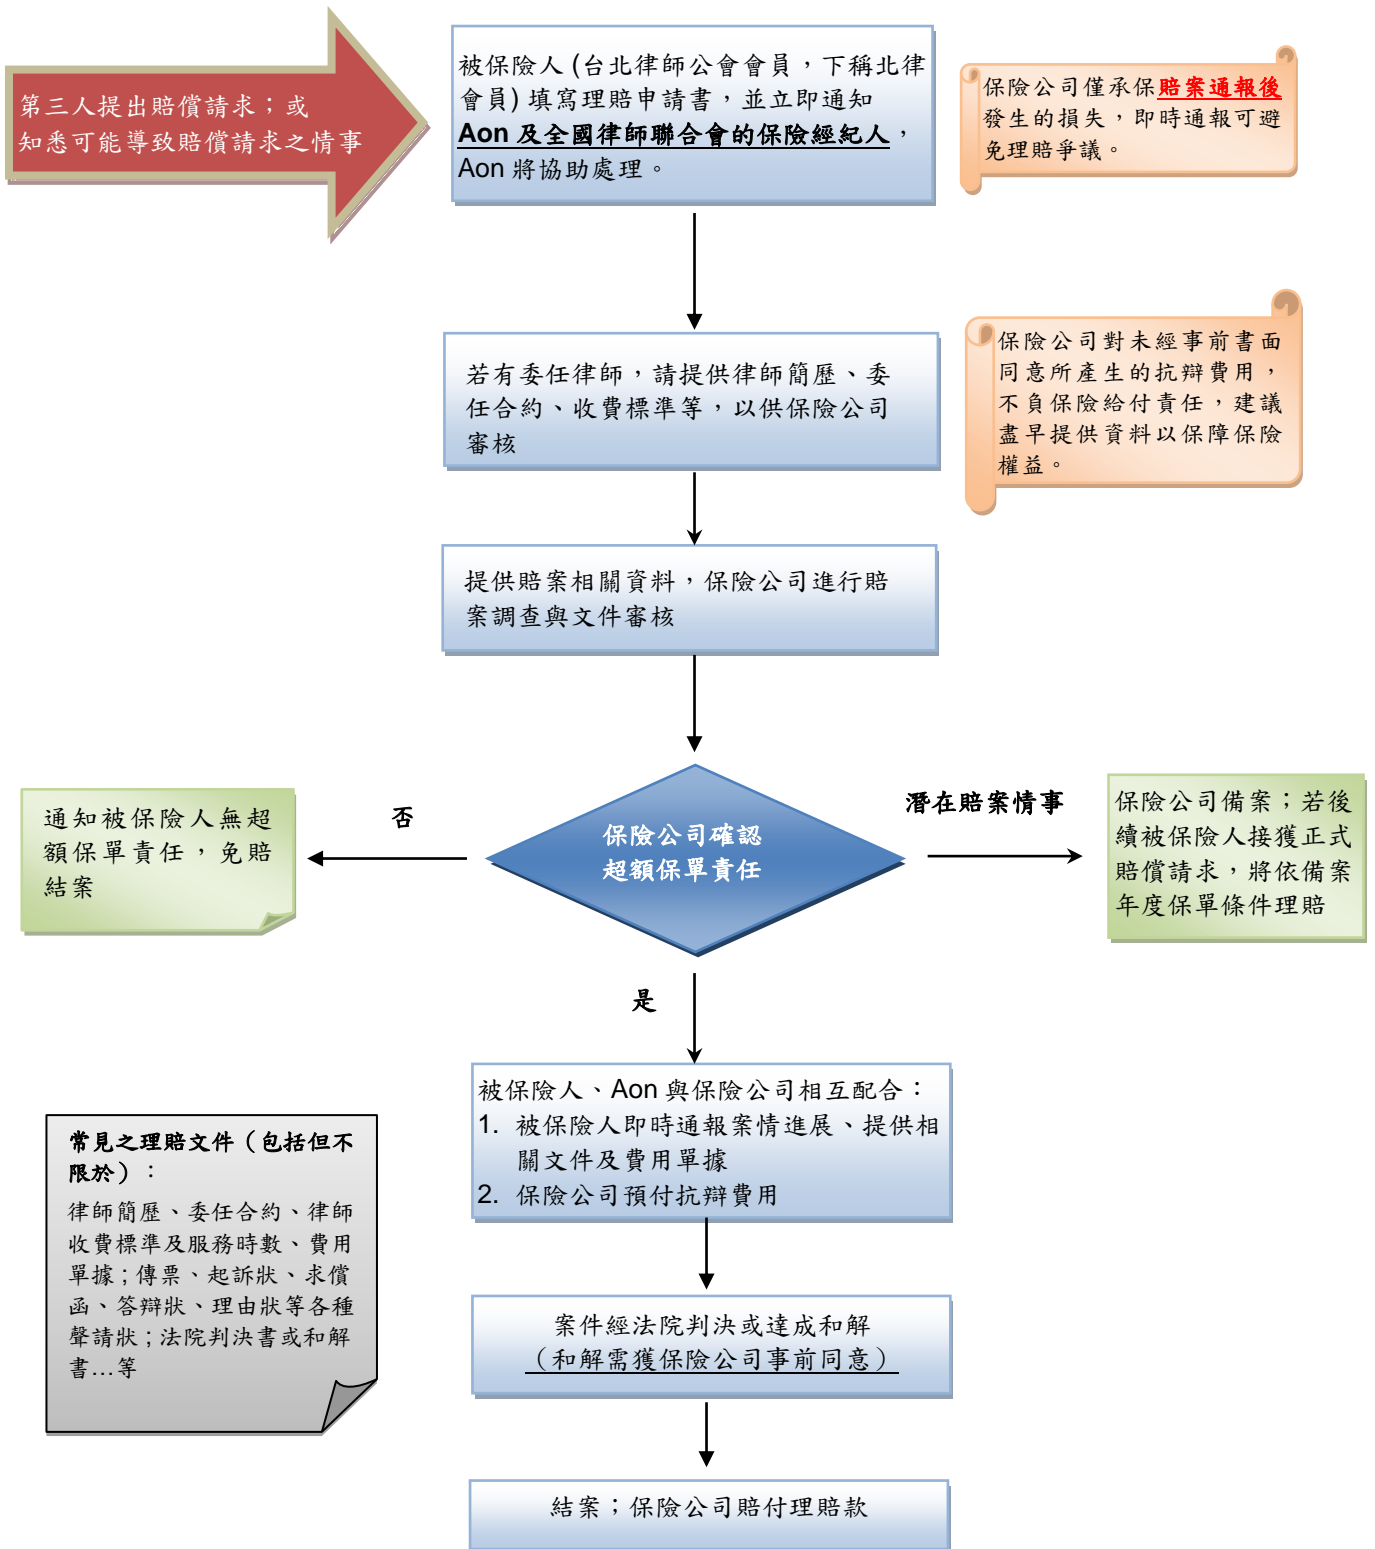 第三人提出賠償請求；或
知悉可能導致賠償請求之情事
被保險人 (台北律師公會會員，下稱北律
會員) 填寫理賠申請書，並立即通知
Aon 及全國律師聯合會的保險經紀人，
Aon 將協助處理。
保險公司僅承保賠案通報後
發生的損失，即時通報可避
免理賠爭議。
若有委任律師，請提供律師簡歷、委
任合約、收費標準等，以供保險公司
審核
保險公司對未經事前書面
同意所產生的抗辯費用，
不負保險給付責任，建議
盡早提供資料以保障保險
權益。
提供賠案相關資料，保險公司進行賠
案調查與文件審核
保險公司確認
超額保單責任
否
通知被保險人無超
額保單責任，免賠
結案
潛在賠案情事
保險公司備案；若後
續被保險人接獲正式
賠償請求，將依備案
年度保單條件理賠
是
被保險人、Aon 與保險公司相互配合：
1. 被保險人即時通報案情進展、提供相
關文件及費用單據
2. 保險公司預付抗辯費用
常見之理賠文件（包括但不
限於）：
律師簡歷、委任合約、律師
收費標準及服務時數、費用
單據；傳票、起訴狀、求償
函、答辯狀、理由狀等各種
聲請狀；法院判決書或和解
書…等
案件經法院判決或達成和解
（和解需獲保險公司事前同意）
結案；保險公司賠付理賠款